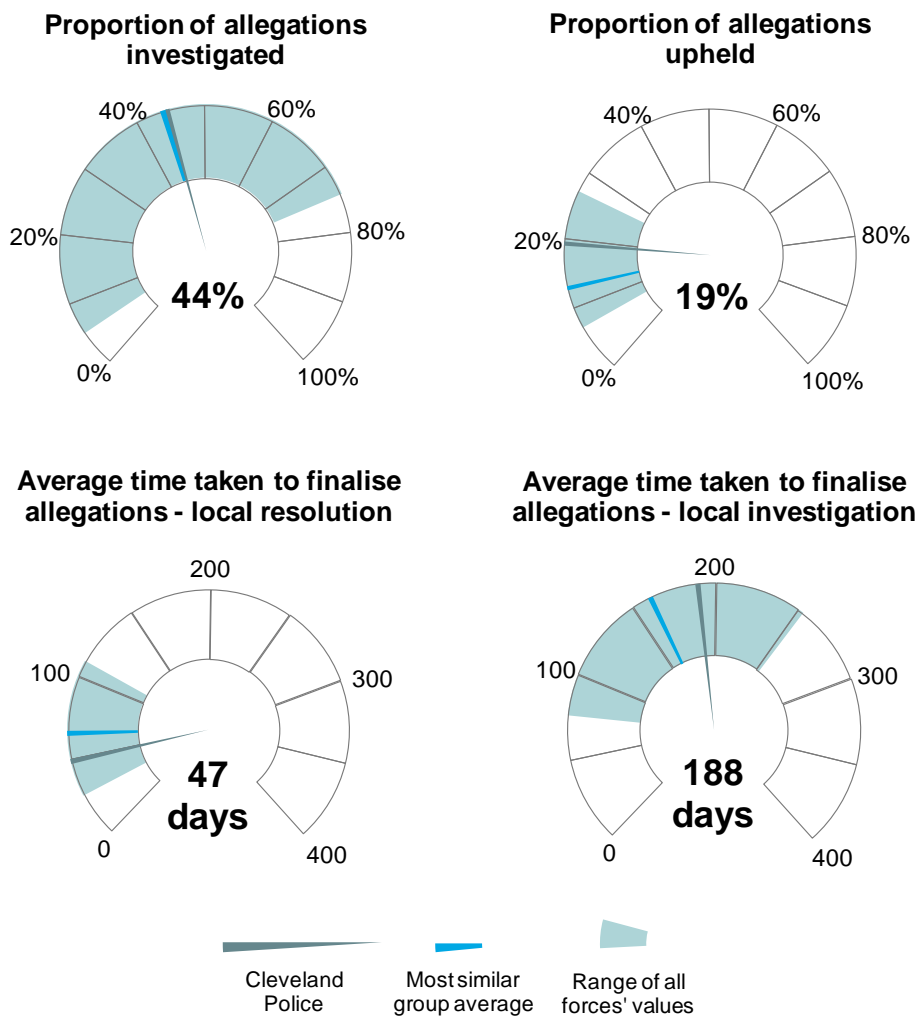 Proportion of allegations
investigated
40%
60%
20%
80%
44%
0%
100%
Proportion of allegations
upheld
40%
60%
20%
80%
19%
0%
100%
Average time taken to finalise
allegations - local resolution
200
100
300
47
days
0
400
Average time taken to finalise
allegations - local investigation
200
100
300
188
days
0
400
Cleveland
Police
Most similar
group average
Range of all
forces' values